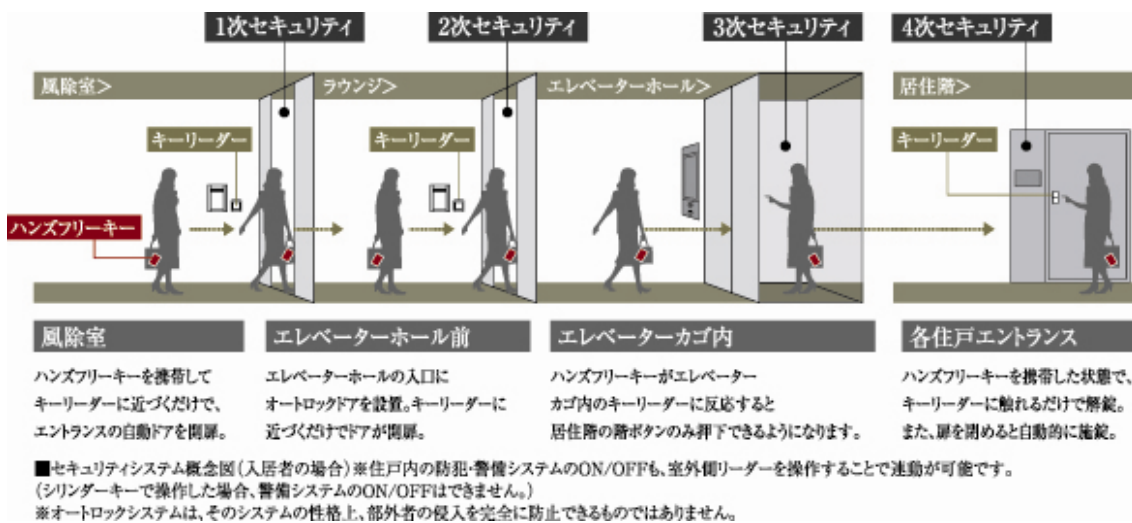 1次セキュリティ
2次セキュリティ
3次セキュリティ
4次セキュリティ
風除室>
ラウンジ>
エレベーターホール>
居住階>
キーリーダー
キーリーダー
キーリーダー
ハンズフリーキー
風除室
ハンズフリーキーを携帯して
キーリーダーに近づくだけで、
エントランスの自動ドアを開扉。
エレベーターホール前
エレベーターホールの入口に
オートロックドアを設置。キーリーダーに
近づくだけでドアが開扉。
エレベーターカゴ内
ハンズフリーキーがエレベーター
カゴ内のキーリーダーに反応すると
居住階の階ボタンのみ押下できるようになります。
各住戸エントランス
ハンズフリーキーを携帯した状態で、
キーリーダーに触れるだけで解錠。
また、扉を閉めると自動的に施錠。
■セキュリティシステム概念図(入居者の場合)※住戸内の防犯・警備システムのON/OFFも、室外側リーダーを操作することで連動が可能です。
(シリンダーキーで操作した場合、警備システムのON/OFFはできません。)
※オートロックシステムは、そのシステムの性格上、部外者の侵入を完全に防止できるものではありません。